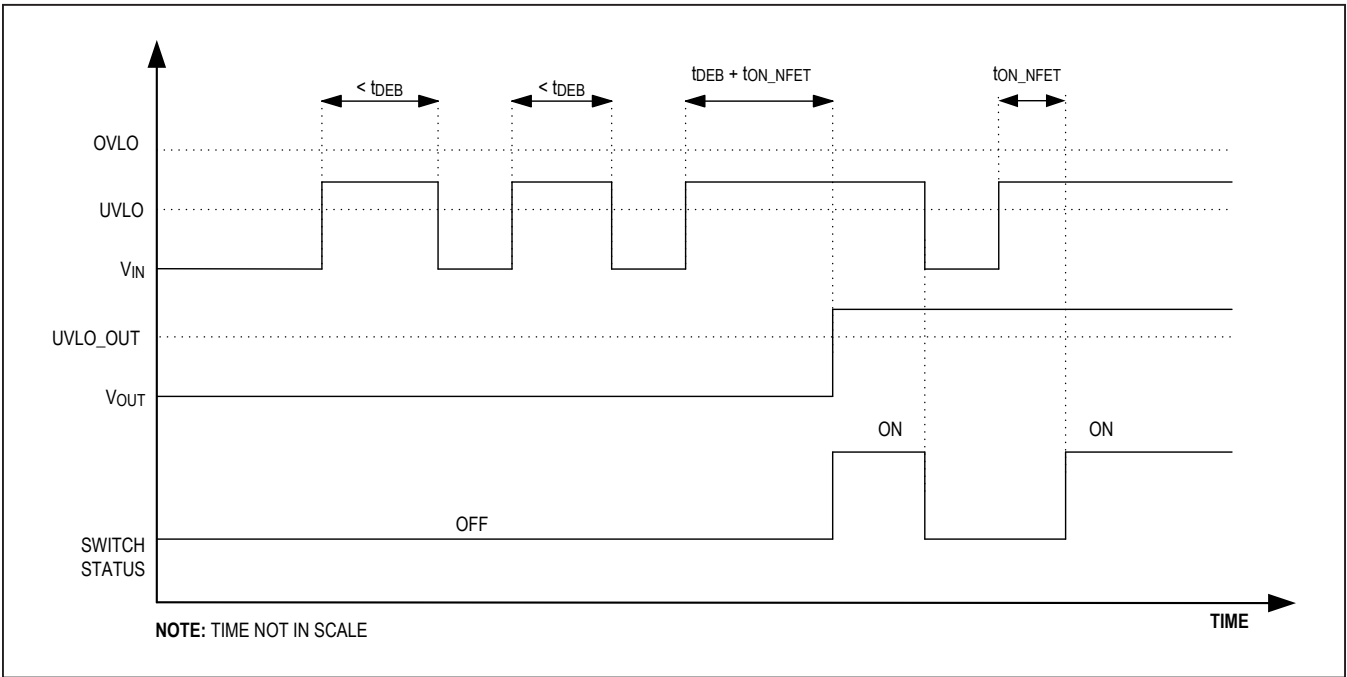 < tDEB
< tDEB
tDEB + tON_NFET
tON_NFET
OVLO
UVLO
VIN
UVLO_OUT
VOUT
ON
ON
OFF
SWITCH
STATUS
TIME
NOTE: TIME NOT IN SCALE